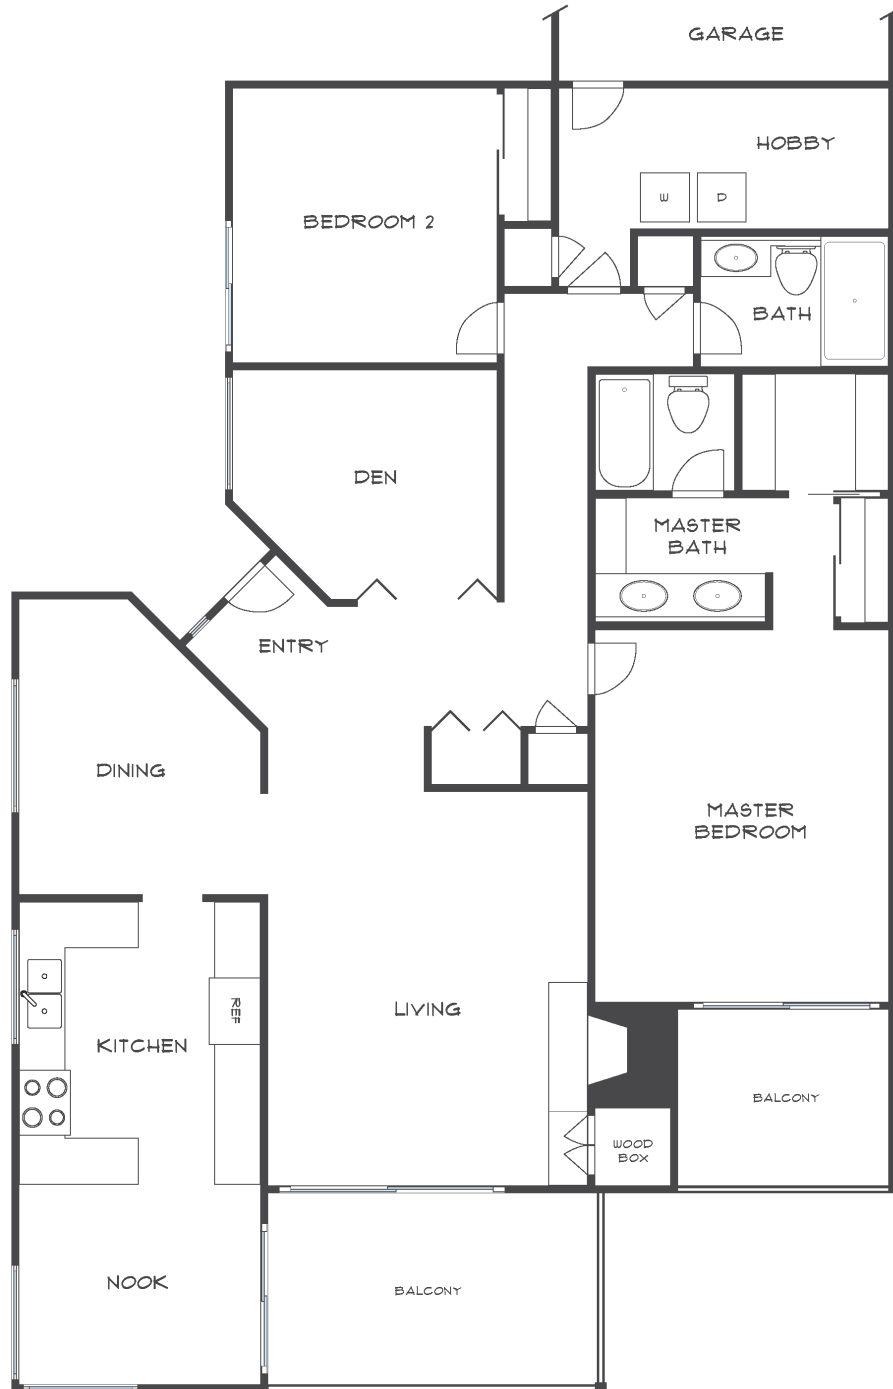 GARAGE
HOBBY
W D
BEDROOM 2
BATH
DEN
MASTER
BATH
ENTRY
DINING
MASTER
BEDROOM
LIVING
REF
KITCHEN
BALCONY
WOOD
BOX
NOOK
BALCONY